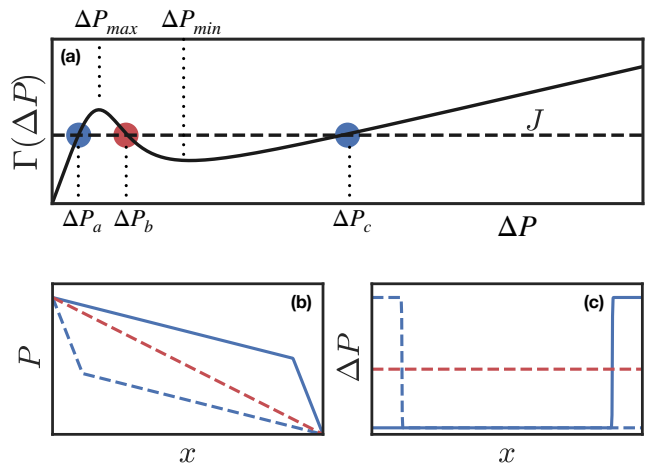 ΔP_max ΔP_min
(a)
Γ(ΔP)
J
ΔP_a ΔP_b ΔP_c ΔP
(b) (c)
P ΔP
x x